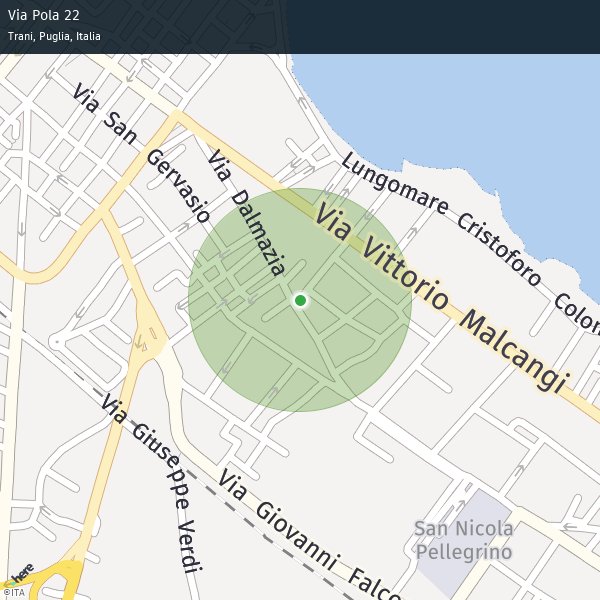 Via Pola 22
Trani, Puglia, Italia
Via San Gervasio
Via Dalmazia
Lungomare Cristoforo Colon
Via Vittorio Malcangi
Via Giuseppe Verdi
Via Giovanni Falco
San Nicola
Pellegrino
here
©ITA